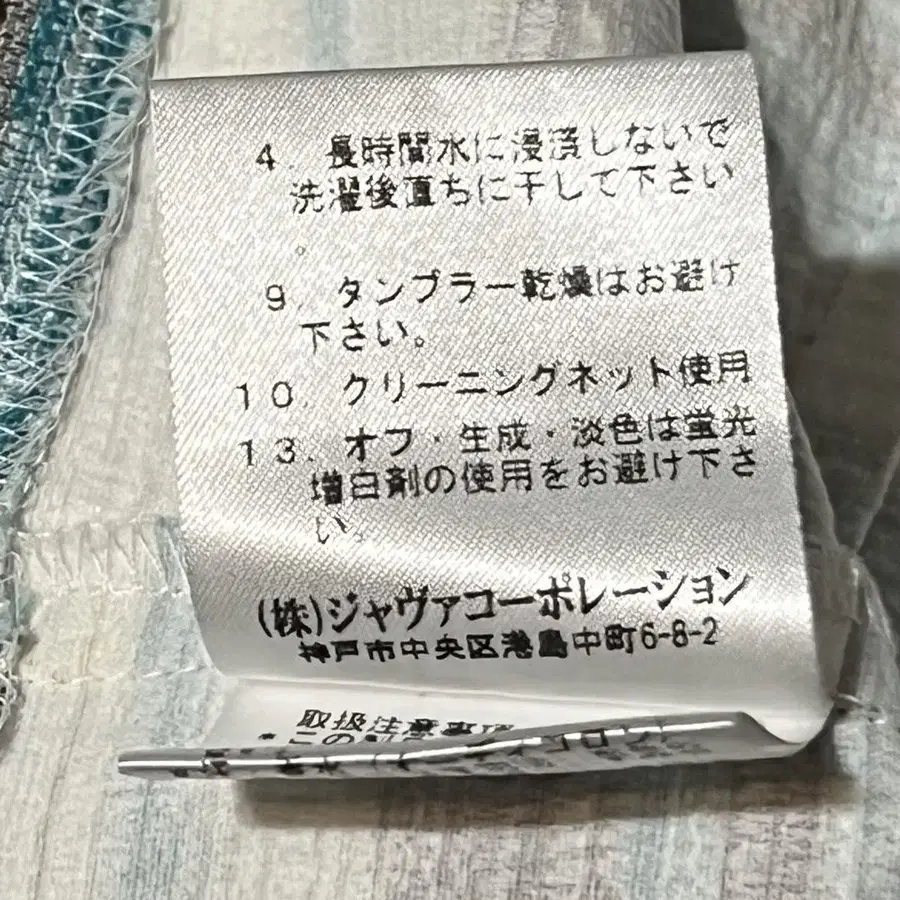 4. 長時間水に浸漬しないで
洗濯後直ちに干して下さい
。
9. タンブラー乾燥はお避け
下さい。
10. クリーニングネット使用
13. オフ・生成・淡色は蛍光
増白剤の使用をお避け下さ
い。
(株)ジャヴァコーポレーション
神戸市中央区港島中町6-8-2
取扱注意事項